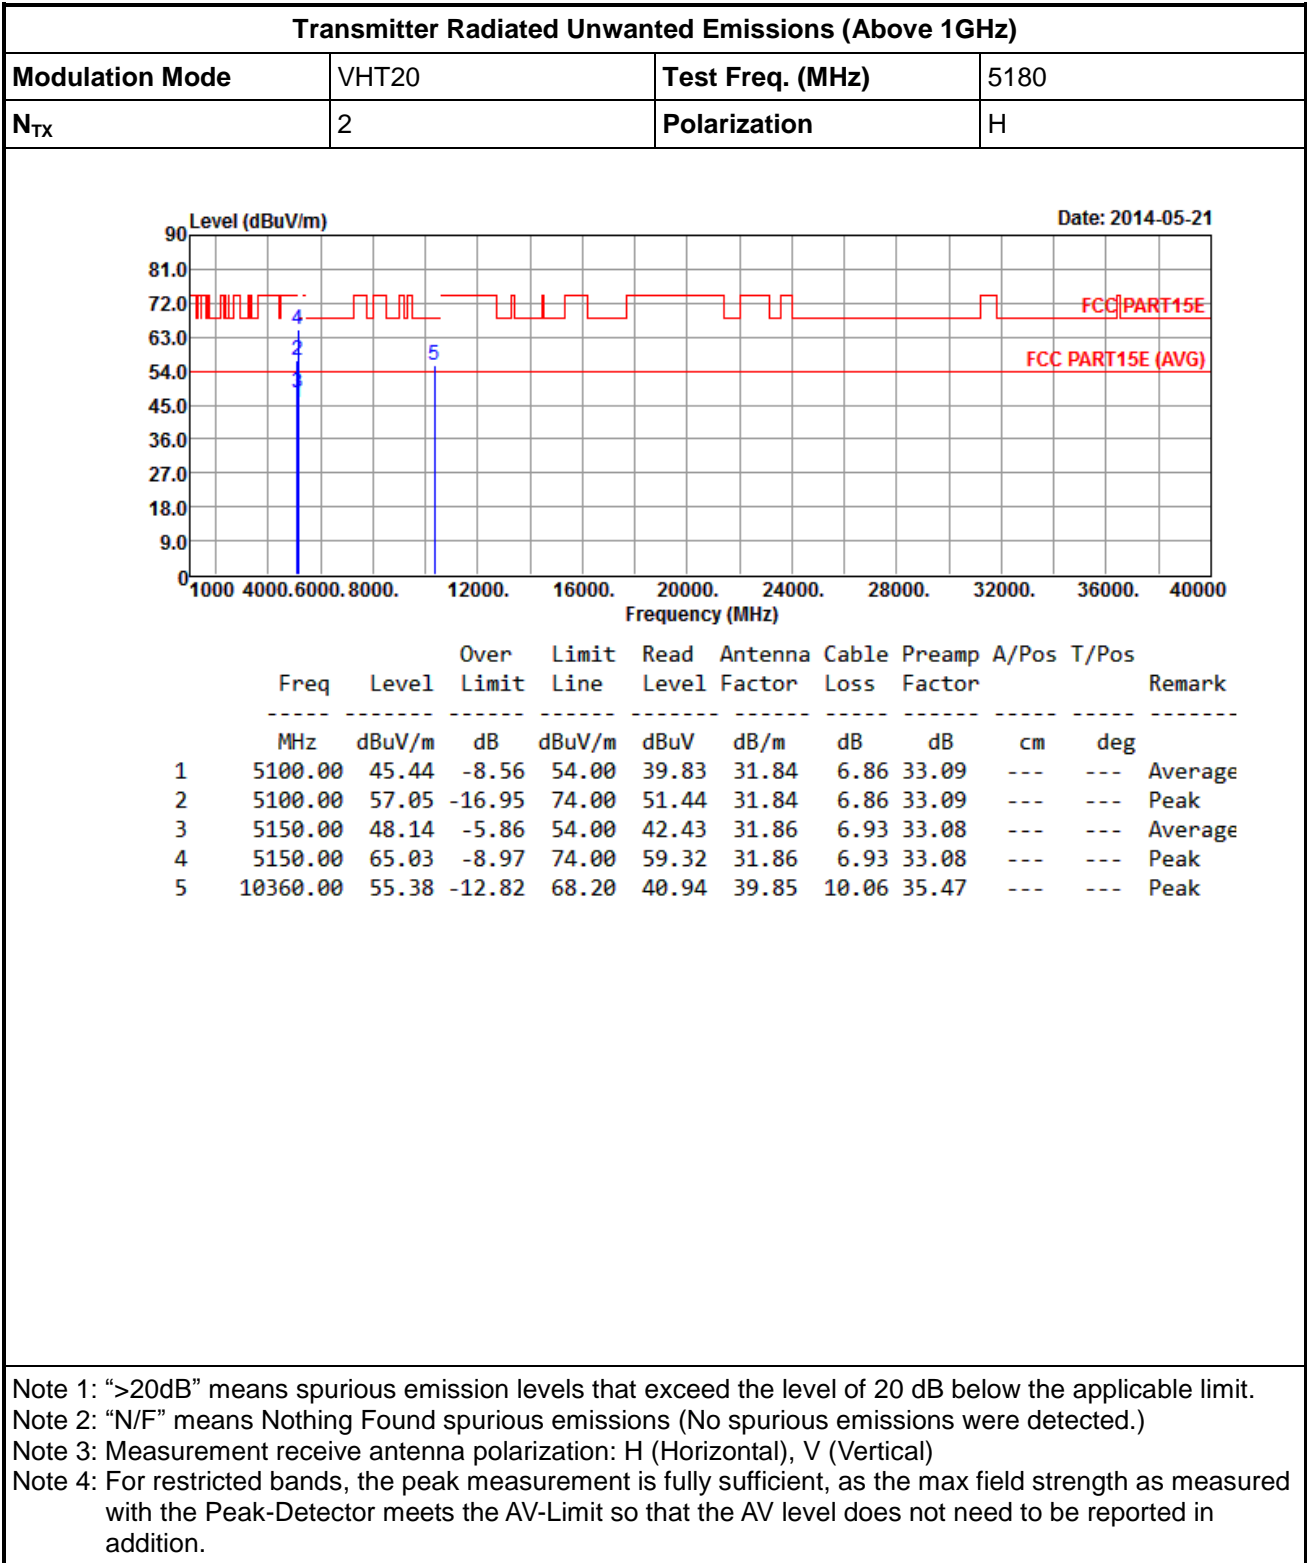 Transmitter Radiated Unwanted Emissions (Above 1GHz)
Modulation Mode VHT20 Test Freq. (MHz) 5180
NTX 2 Polarization H
Level (dBuV/m) Date: 2014-05-21
90
81.0
72.0
63.0
54.0
45.0
36.0
27.0
18.0
9.0
0
FCC PART15E
FCC PART15E (AVG)
4
2
3
5
1000 4000. 6000. 8000. 12000. 16000. 20000. 24000. 28000. 32000. 36000. 40000
Frequency (MHz)
Over Limit Read Antenna Cable Preamp A/Pos T/Pos
Freq Level Limit Line Level Factor Loss Factor Remark
----- ------- ------ ------ ------- ------ ----- ------ ----- ----- -------
MHz dBuV/m dB dBuV/m dBuV dB/m dB dB cm deg
1 5100.00 45.44 -8.56 54.00 39.83 31.84 6.86 33.09 --- --- Average
2 5100.00 57.05 -16.95 74.00 51.44 31.84 6.86 33.09 --- --- Peak
3 5150.00 48.14 -5.86 54.00 42.43 31.86 6.93 33.08 --- --- Average
4 5150.00 65.03 -8.97 74.00 59.32 31.86 6.93 33.08 --- --- Peak
5 10360.00 55.38 -12.82 68.20 40.94 39.85 10.06 35.47 --- --- Peak
Note 1: “>20dB” means spurious emission levels that exceed the level of 20 dB below the applicable limit.
Note 2: “N/F” means Nothing Found spurious emissions (No spurious emissions were detected.)
Note 3: Measurement receive antenna polarization: H (Horizontal), V (Vertical)
Note 4: For restricted bands, the peak measurement is fully sufficient, as the max field strength as measured
with the Peak-Detector meets the AV-Limit so that the AV level does not need to be reported in
addition.